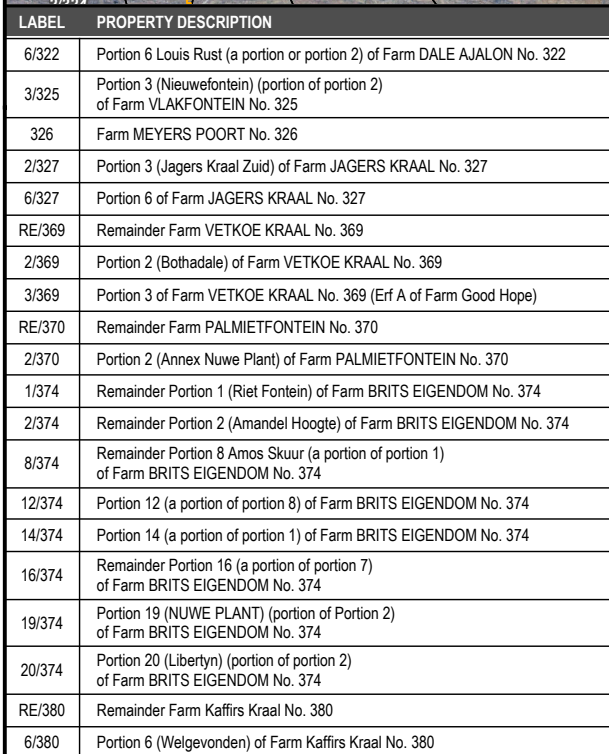 LABEL PROPERTY DESCRIPTION
6/322 Portion 6 Louis Rust (a portion or portion 2) of Farm DALE AJALON No. 322
3/325 Portion 3 (Nieuwefontein) (portion of portion 2)
of Farm VLAKFONTEIN No. 325
326 Farm MEYERS POORT No. 326
2/327 Portion 3 (Jagers Kraal Zuid) of Farm JAGERS KRAAL No. 327
6/327 Portion 6 of Farm JAGERS KRAAL No. 327
RE/369 Remainder Farm VETKOE KRAAL No. 369
2/369 Portion 2 (Bothadale) of Farm VETKOE KRAAL No. 369
3/369 Portion 3 of Farm VETKOE KRAAL No. 369 (Erf A of Farm Good Hope)
RE/370 Remainder Farm PALMIETFONTEIN No. 370
2/370 Portion 2 (Annex Nuwe Plant) of Farm PALMIETFONTEIN No. 370
1/374 Remainder Portion 1 (Riet Fontein) of Farm BRITS EIGENDOM No. 374
2/374 Remainder Portion 2 (Amandel Hoogte) of Farm BRITS EIGENDOM No. 374
8/374 Remainder Portion 8 Amos Skuur (a portion of portion 1)
of Farm BRITS EIGENDOM No. 374
12/374 Portion 12 (a portion of portion 8) of Farm BRITS EIGENDOM No. 374
14/374 Portion 14 (a portion of portion 1) of Farm BRITS EIGENDOM No. 374
16/374 Remainder Portion 16 (a portion of portion 7)
of Farm BRITS EIGENDOM No. 374
19/374 Portion 19 (NUWE PLANT) (portion of Portion 2)
of Farm BRITS EIGENDOM No. 374
20/374 Portion 20 (Libertyn) (portion of portion 2)
of Farm BRITS EIGENDOM No. 374
RE/380 Remainder Farm Kaffirs Kraal No. 380
6/380 Portion 6 (Welgevonden) of Farm Kaffirs Kraal No. 380